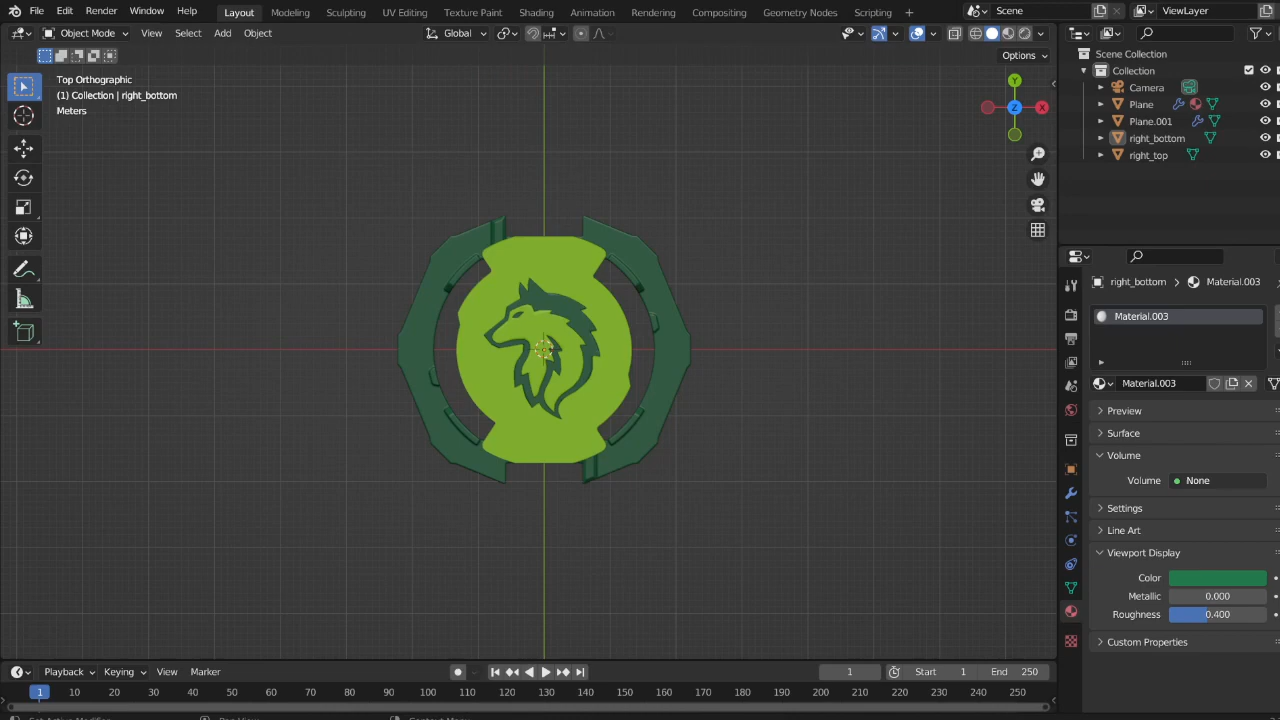 File Edit Render Window Help Layout Modeling Sculpting UV Editing Texture Paint Shading Animation Rendering Compositing Geometry Nodes Scripting + Scene ViewLayer
Object Mode View Select Add Object Global
Options
Top Orthographic
(1) Collection | right_bottom
Meters
Y
X
Z
Scene Collection
Collection
Camera
Plane
Plane.001
right_bottom
right_top
right_bottom > Material.003
Material.003
Material.003
Preview
Surface
Volume
Volume None
Settings
Line Art
Viewport Display
Color
Metallic 0.000
Roughness 0.400
Custom Properties
Playback Keying View Marker 1 Start 1 End 250
1 10 20 30 40 50 60 70 80 90 100 110 120 130 140 150 160 170 180 190 200 210 220 230 240 250